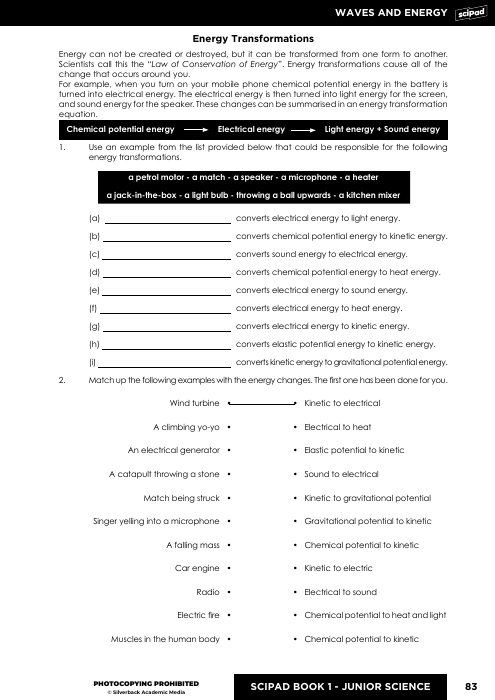 WAVES AND ENERGY
scipad
Energy Transformations
Energy can not be created or destroyed, but it can be transformed from one form to another.
Scientists call this the "Law of Conservation of Energy". Energy transformations cause all of the
change that occurs around you.
For example, when you turn on your mobile phone chemical potential energy in the battery is
turned into electrical energy. The electrical energy is then turned into light energy for the screen,
and sound energy for the speaker. These changes can be summarised in an energy transformation
equation.
Chemical potential energy Electrical energy Light energy + Sound energy
1. Use an example from the list provided below that could be responsible for the following
energy transformations.
a petrol motor - a match - a speaker - a microphone - a heater
a jack-in-the-box - a light bulb - throwing a ball upwards - a kitchen mixer
(a) converts electrical energy to light energy.
(b) converts chemical potential energy to kinetic energy.
(c) converts sound energy to electrical energy.
(d) converts chemical potential energy to heat energy.
(e) converts electrical energy to sound energy.
(f) converts electrical energy to heat energy.
(g) converts electrical energy to kinetic energy.
(h) converts elastic potential energy to kinetic energy.
(i) converts kinetic energy to gravitational potential energy.
2. Match up the following examples with the energy changes. The first one has been done for you.
Wind turbine • • Kinetic to electrical
A climbing yo-yo • • Electrical to heat
An electrical generator • • Elastic potential to kinetic
A catapult throwing a stone • • Sound to electrical
Match being struck • • Kinetic to gravitational potential
Singer yelling into a microphone • • Gravitational potential to kinetic
A falling mass • • Chemical potential to kinetic
Car engine • • Kinetic to electric
Radio • • Electrical to sound
Electric fire • • Chemical potential to heat and light
Muscles in the human body • • Chemical potential to kinetic
PHOTOCOPYING PROHIBITED
© Silverback Academic Media
SCIPAD BOOK 1 - JUNIOR SCIENCE
83